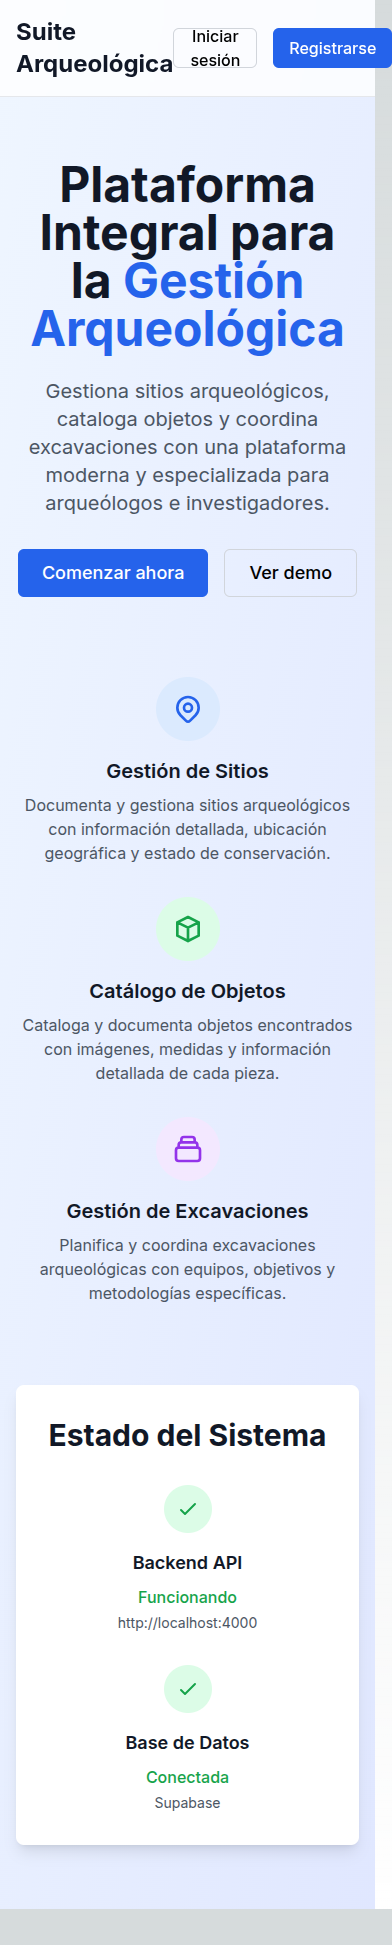 Suite
Arqueológica
Iniciar
sesión
Registrarse
Plataforma
Integral para
la Gestión
Arqueológica
Gestiona sitios arqueológicos,
cataloga objetos y coordina
excavaciones con una plataforma
moderna y especializada para
arqueólogos e investigadores.
Comenzar ahora
Ver demo
Gestión de Sitios
Documenta y gestiona sitios arqueológicos
con información detallada, ubicación
geográfica y estado de conservación.
Catálogo de Objetos
Cataloga y documenta objetos encontrados
con imágenes, medidas y información
detallada de cada pieza.
Gestión de Excavaciones
Planifica y coordina excavaciones
arqueológicas con equipos, objetivos y
metodologías específicas.
Estado del Sistema
Backend API
Funcionando
http://localhost:4000
Base de Datos
Conectada
Supabase